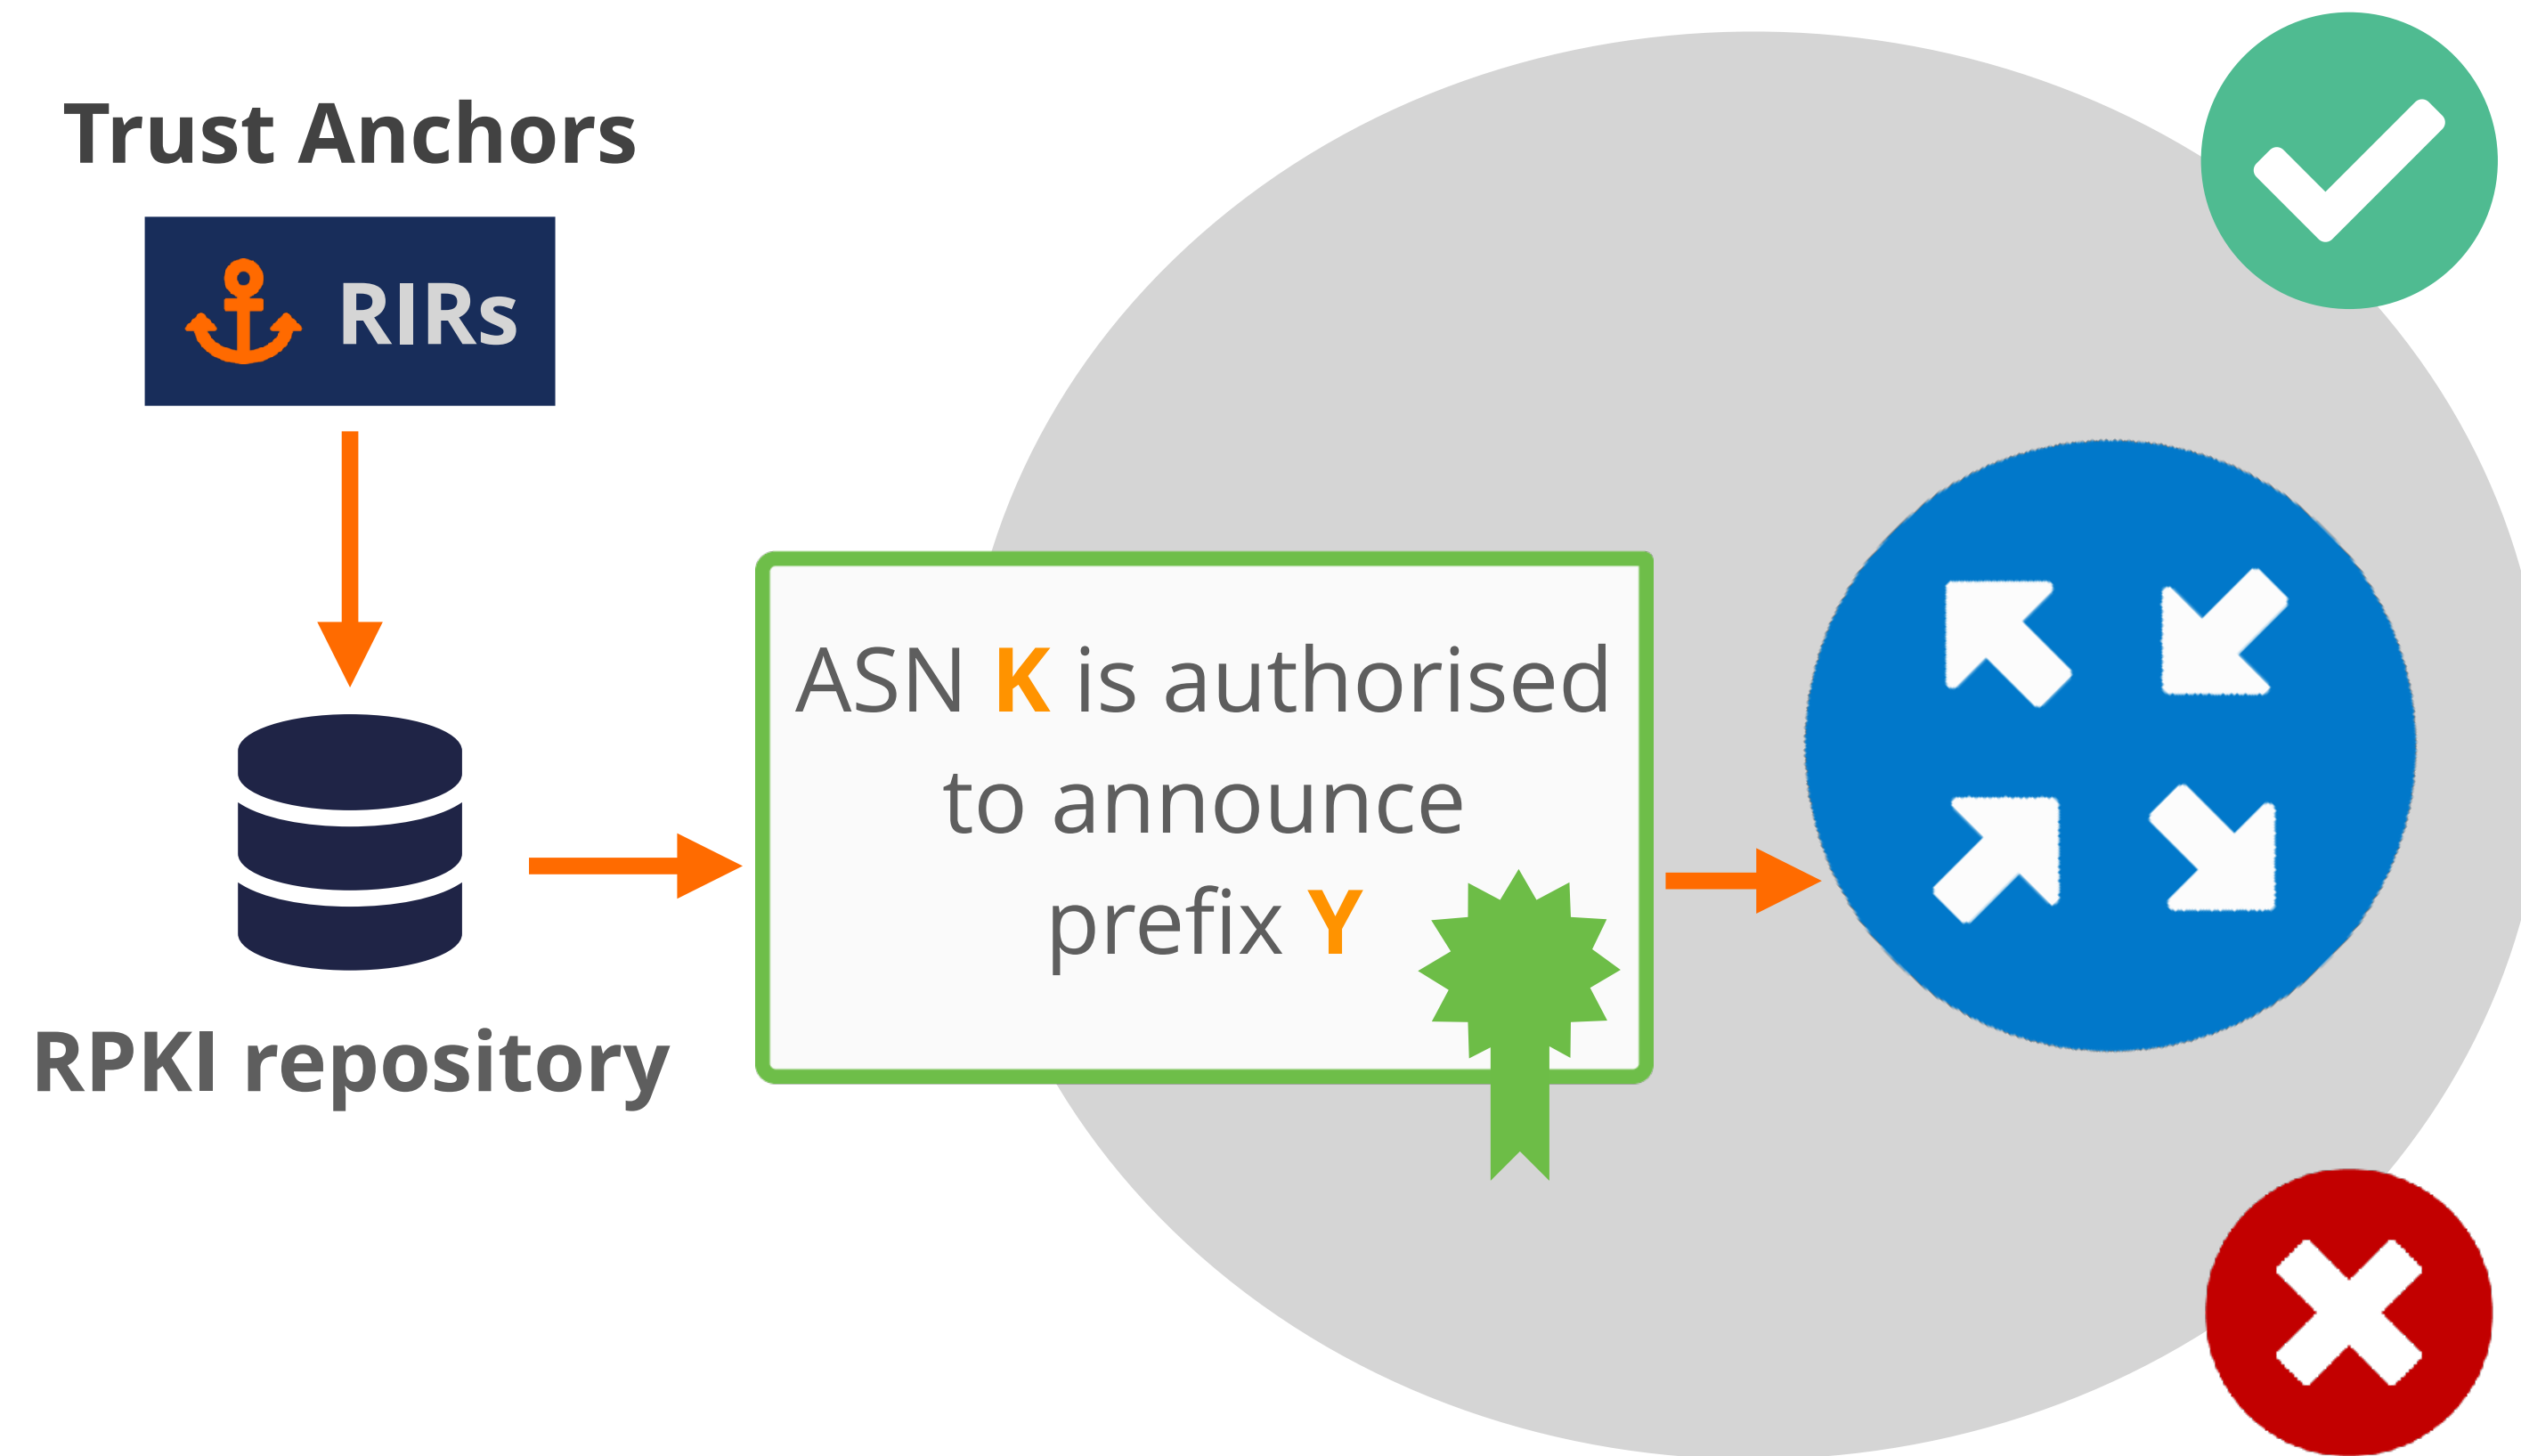 Trust Anchors
RIRs
RPKI repository
ASN K is authorised
to announce
prefix Y